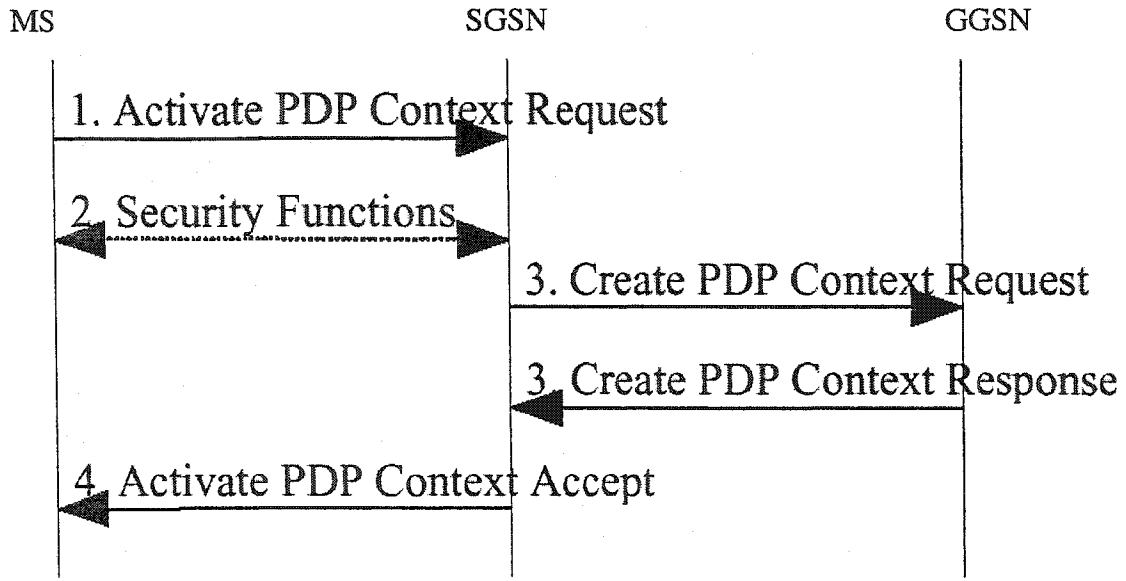 MS SGSN GGSN
1. Activate PDP Context Request
2. Security Functions
3. Create PDP Context Request
3. Create PDP Context Response
4. Activate PDP Context Accept